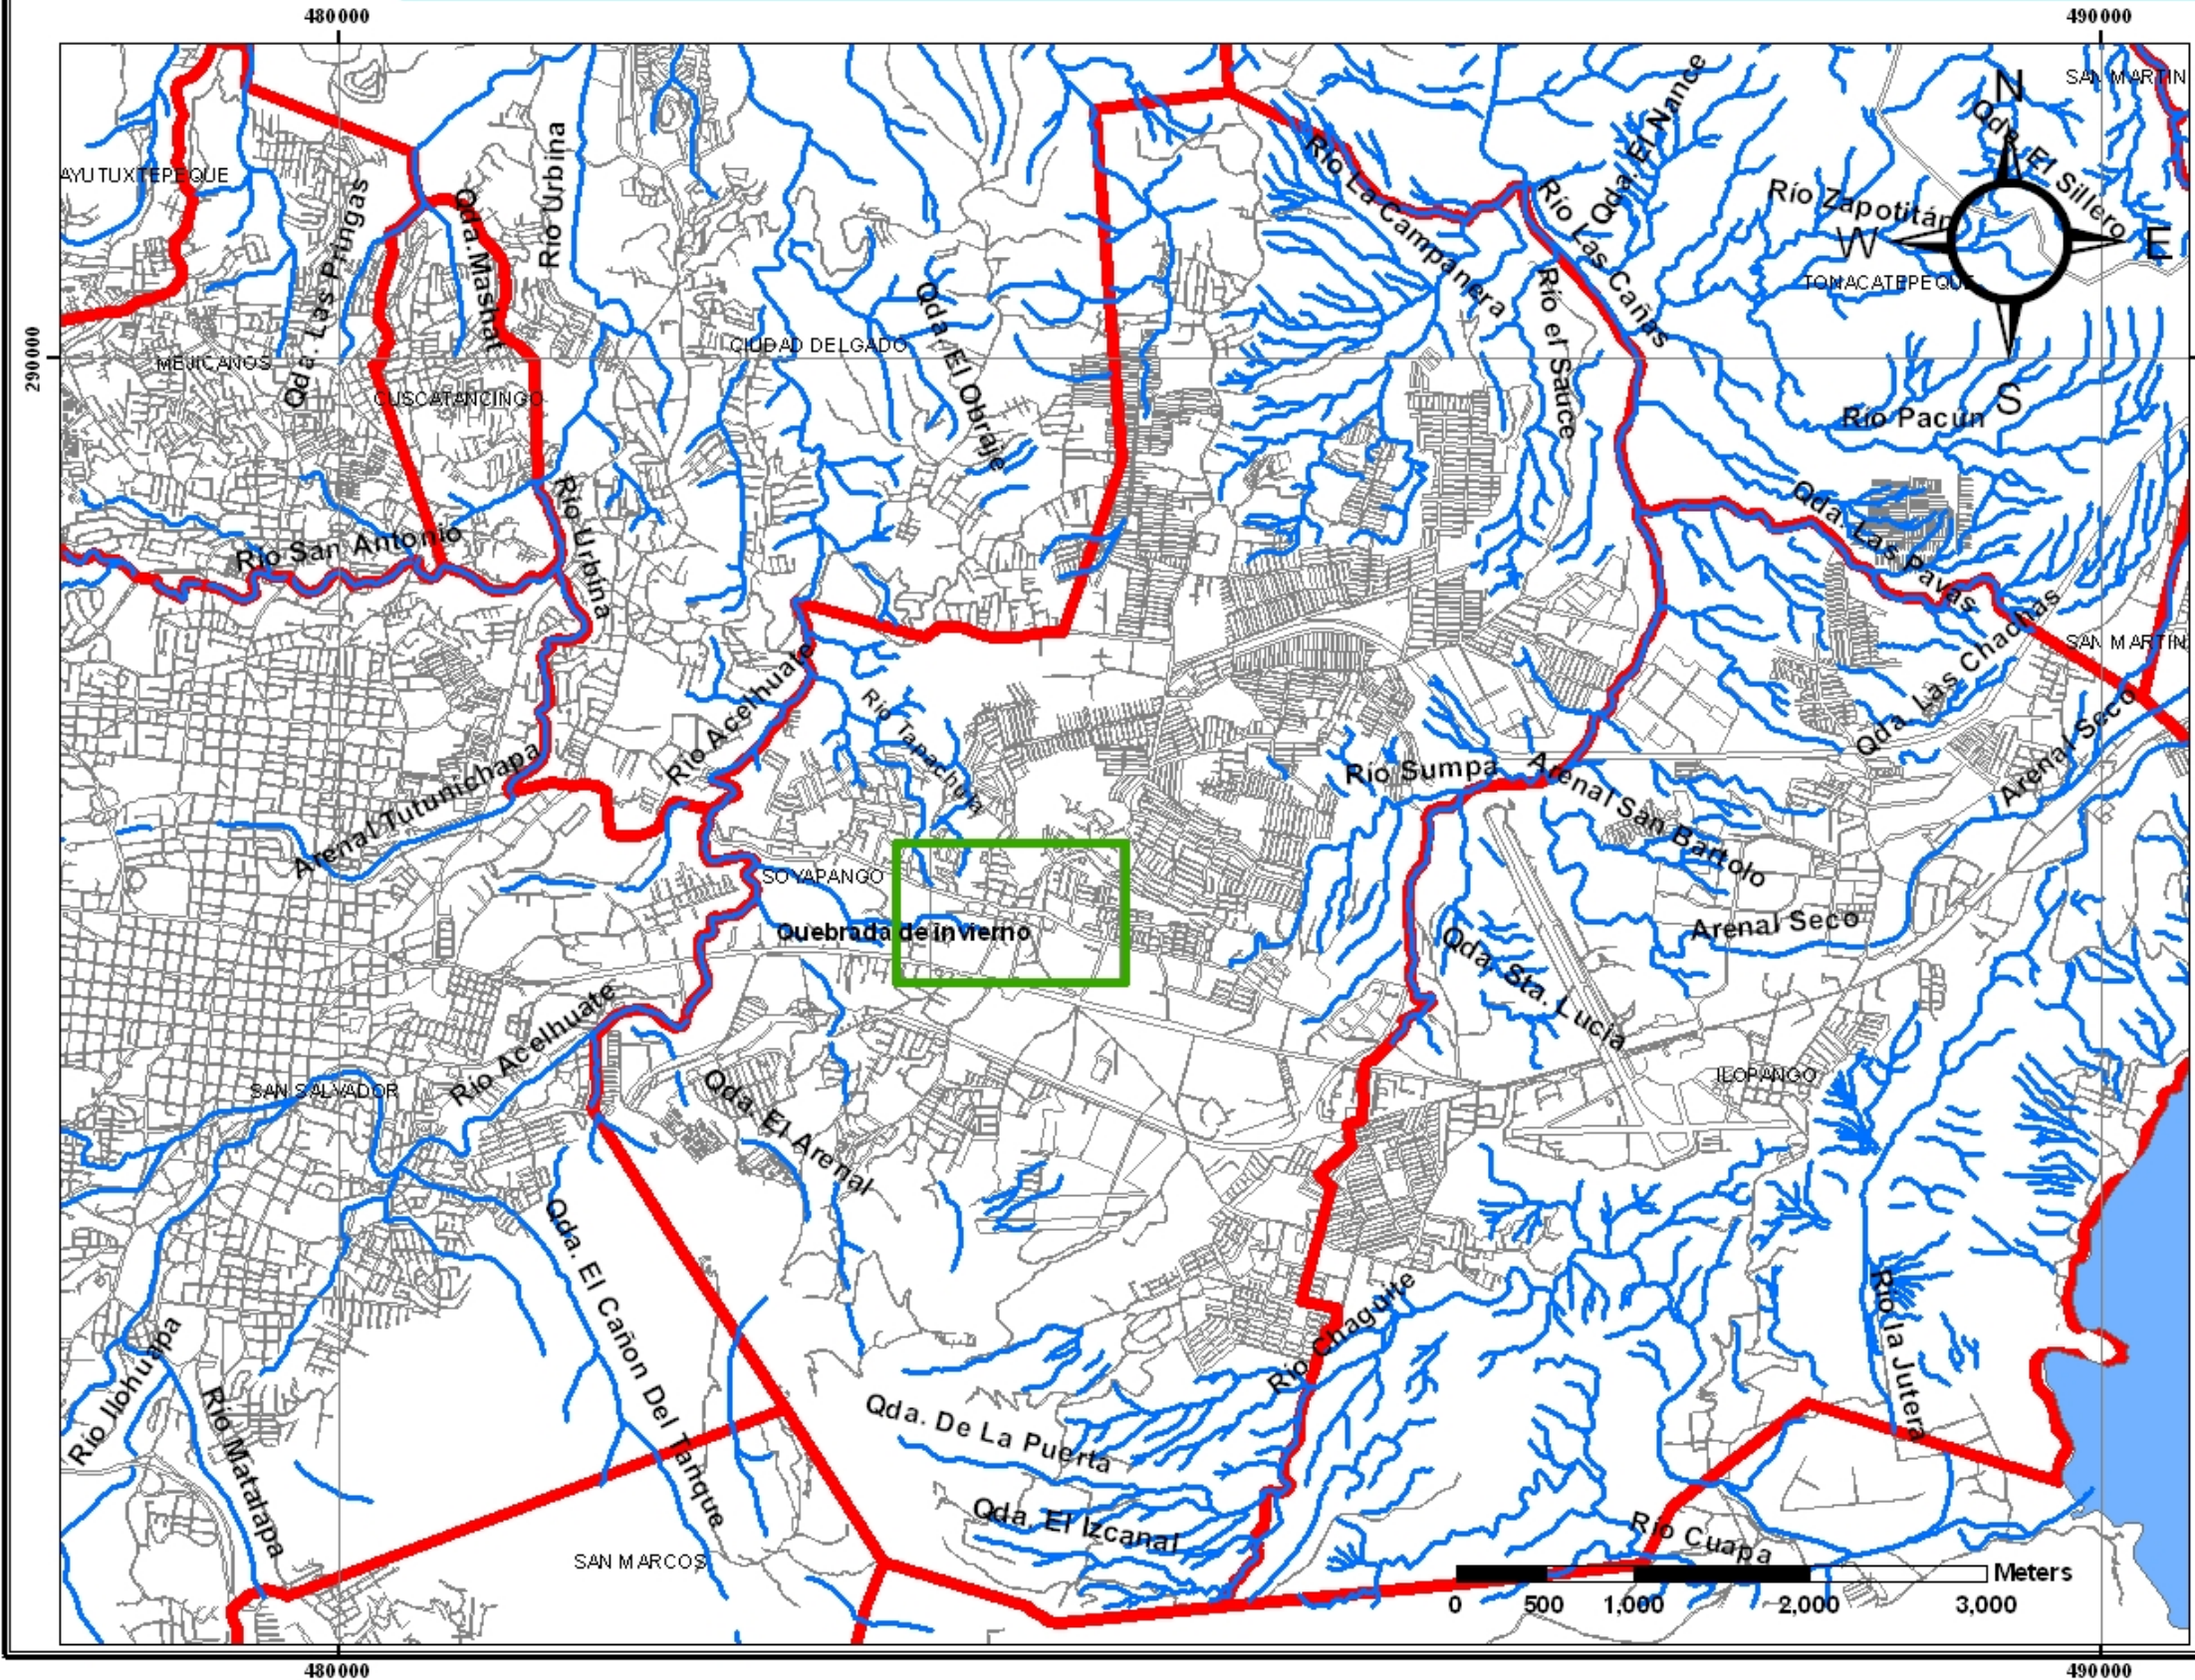 480000
490000
SAN MARTIN
N
Qda. El Sillero
Qda. El Nance
AYUTUXTEPEQUE
Río Urbina
Río La Campanera
Qda. Las Pringas
Qda. Mashat
Río Las Cañas
Río Zapotitán
W
E
TONACATEPEQUE
290000
Río el Sauce
Qda. El Obraje
CIUDAD DELGADO
MEJICANOS
CUSCATANCINGO
S
Río Pacún
Qda. Las Pavas
Río San Antonio
Río Urbina
Qda. Las Chachas
SAN MARTIN
Río Acelhuate
Río Tapachula
Arenal Seco
Río Sumpa
Arenal Tutunichapa
Arenal San Bartolo
SOYAPANGO
Arenal Seco
Quebrada de invierno
Qda. Sta. Lucia
Río Acelhuate
SAN SALVADOR
ILOPANGO
Qda. El Arenal
Qda. El Cañon Del Tanque
Río Chaguite
Río la Jutera
Río Ilohuapa
Río Matalapa
Qda. De La Puerta
Qda. El Izcanal
Río Cuapa
SAN MARCOS
Meters
0 500 1,000 2,000 3,000
480000
490000